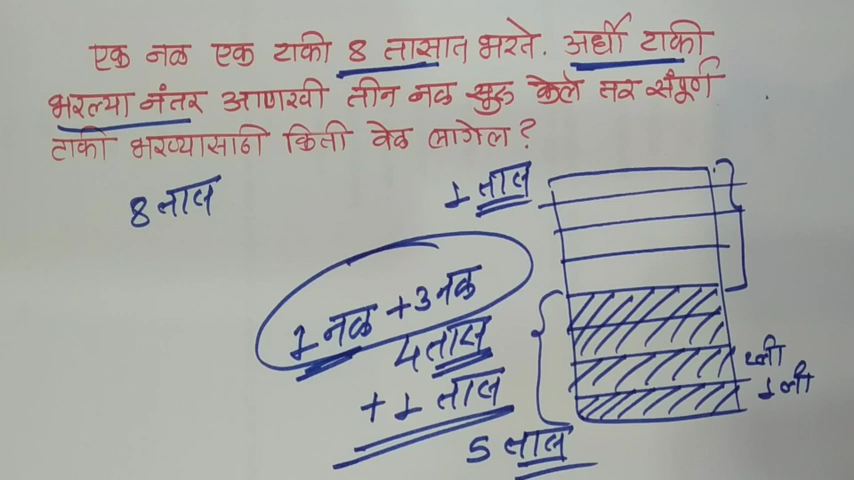 एक नळ एक टाकी 8 तासात भरते. अर्धी टाकी
भरल्या नंतर आणखी तीन नळ सुरु केले तर संपूर्ण
टाकी भरण्यासाठी किती वेळ लागेल?
8 तास
1 तास
1 नळ + 3 नळ
4 तास
+ 1 तास
5 तास
1 ली